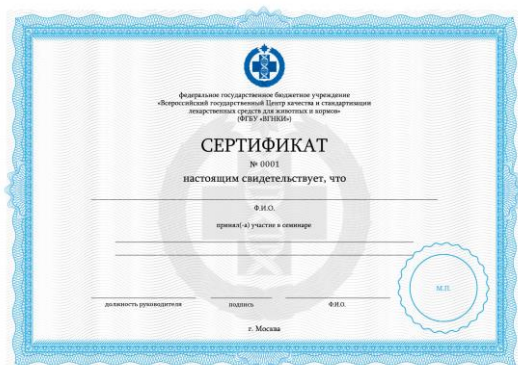 федеральное государственное бюджетное учреждение
«Всероссийский государственный Центр качества и стандартизации
лекарственных средств для животных и кормов»
(ФГБУ «ВГНКИ»)
СЕРТИФИКАТ
№ 0001
настоящим свидетельствует, что
Ф.И.О.
принял(-а) участие в семинаре
М.П.
должность руководителя подпись Ф.И.О.
г. Москва